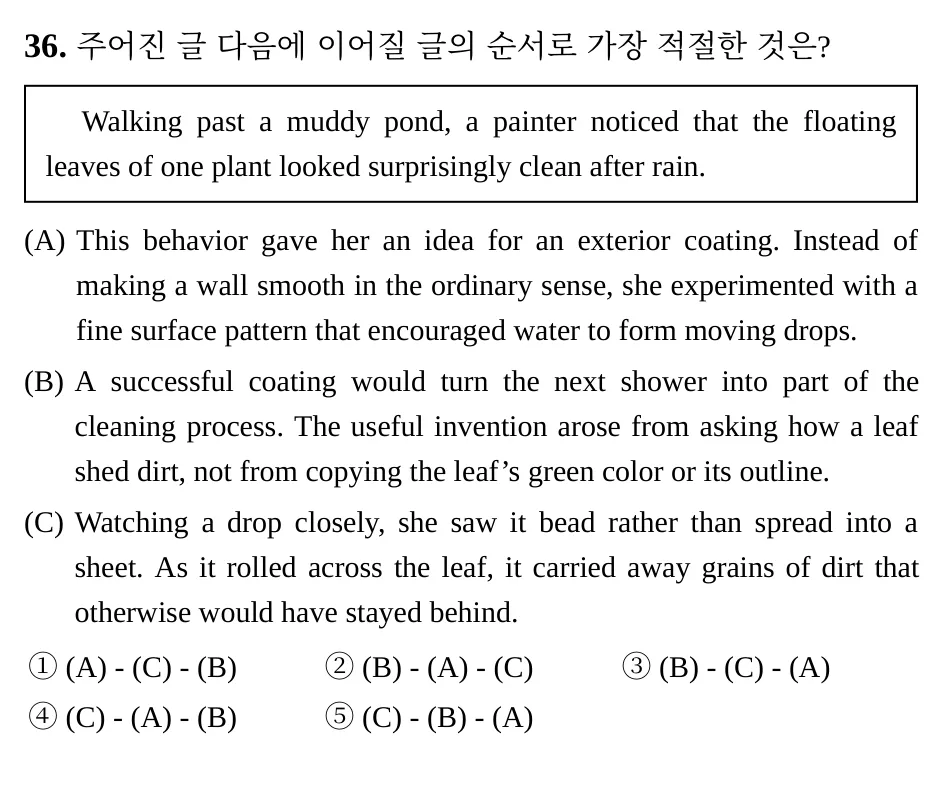 36. 주어진 글 다음에 이어질 글의 순서로 가장 적절한 것은?
Walking past a muddy pond, a painter noticed that the floating
leaves of one plant looked surprisingly clean after rain.
(A) This behavior gave her an idea for an exterior coating. Instead of
making a wall smooth in the ordinary sense, she experimented with a
fine surface pattern that encouraged water to form moving drops.
(B) A successful coating would turn the next shower into part of the
cleaning process. The useful invention arose from asking how a leaf
shed dirt, not from copying the leaf’s green color or its outline.
(C) Watching a drop closely, she saw it bead rather than spread into a
sheet. As it rolled across the leaf, it carried away grains of dirt that
otherwise would have stayed behind.
① (A) - (C) - (B) ② (B) - (A) - (C) ③ (B) - (C) - (A)
④ (C) - (A) - (B) ⑤ (C) - (B) - (A)